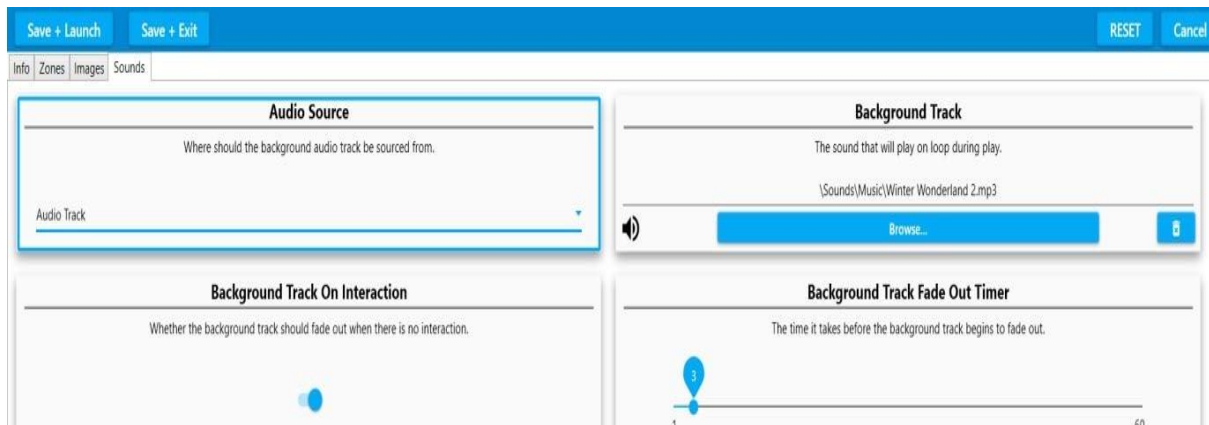 Save + Launch Save + Exit RESET Cancel
Info Zones Images Sounds
Audio Source
Where should the background audio track be sourced from.
Audio Track
Background Track
The sound that will play on loop during play.
\Sounds\Music\Winter Wonderland 2.mp3
Browse...
Background Track On Interaction
Whether the background track should fade out when there is no interaction.
Background Track Fade Out Timer
The time it takes before the background track begins to fade out.
3
1 60